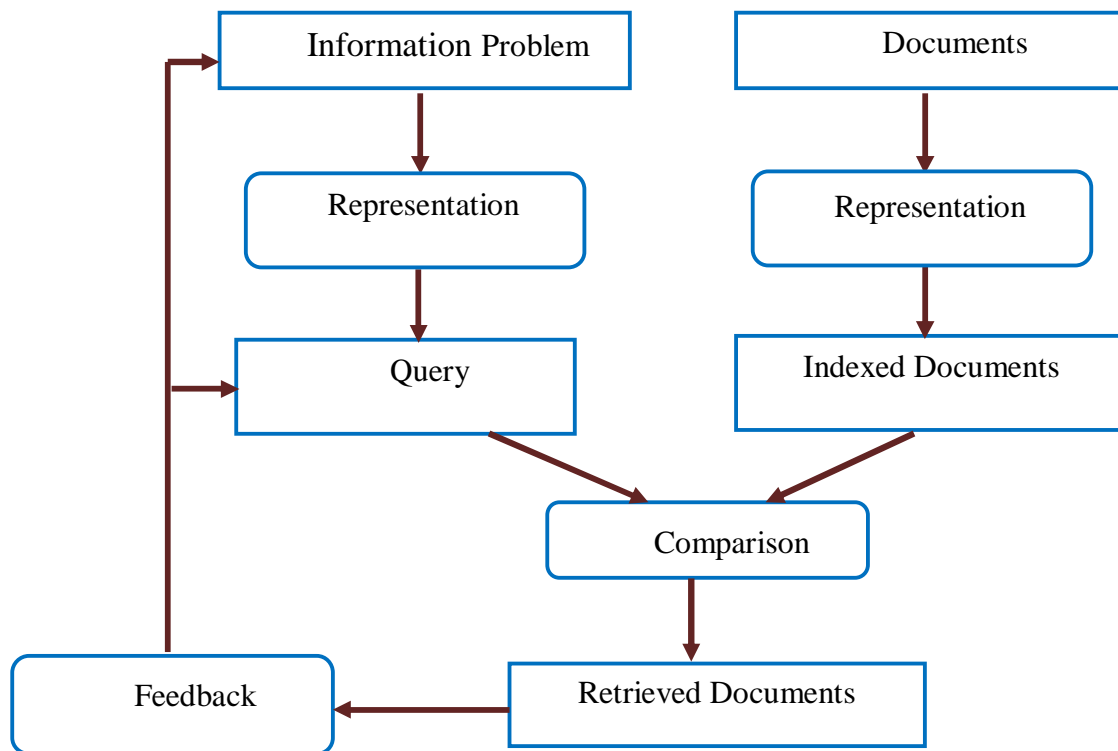 Information Problem
Documents
Representation
Representation
Query
Indexed Documents
Comparison
Feedback
Retrieved Documents